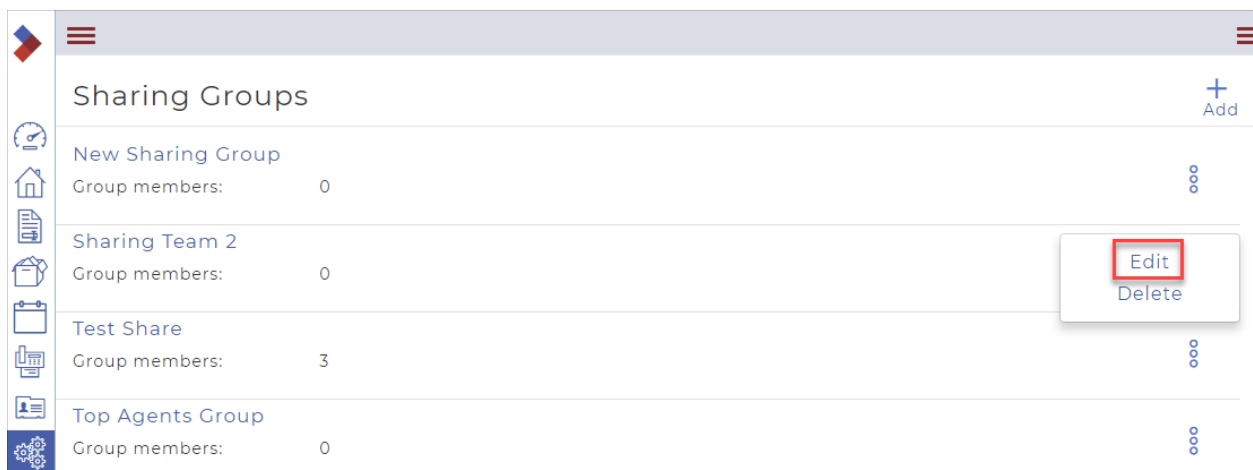 Sharing Groups
Add
New Sharing Group
Group members: 0
Sharing Team 2
Group members: 0
Edit
Delete
Test Share
Group members: 3
Top Agents Group
Group members: 0